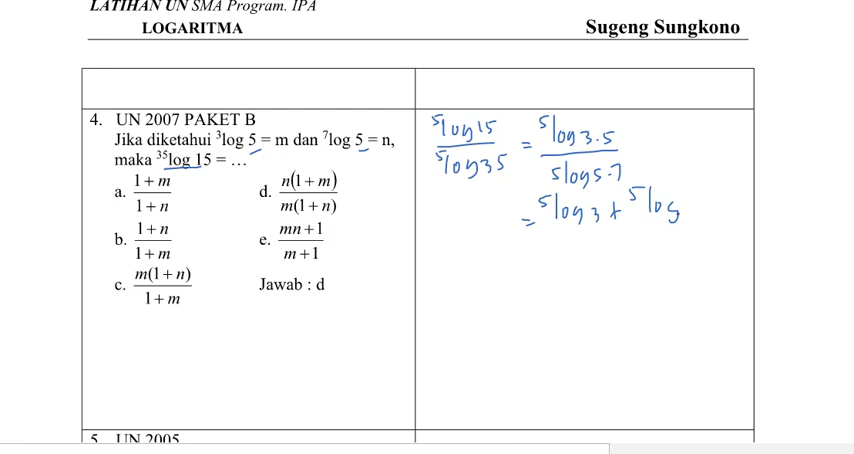 LATIHAN UN SMA Program. IPA
LOGARITMA
Sugeng Sungkono
4. UN 2007 PAKET B
Jika diketahui ³log 5 = m dan ⁷log 5 = n,
maka ³⁵log 15 = …
a. (1 + m)/(1 + n)
d. n(1 + m)/m(1 + n)
b. (1 + n)/(1 + m)
e. (mn + 1)/(m + 1)
c. m(1 + n)/(1 + m)
Jawab : d
⁵log 15/⁵log 35 = ⁵log 3·5/⁵log 5·7
= ⁵log 3 + ⁵log
5 UN 2005